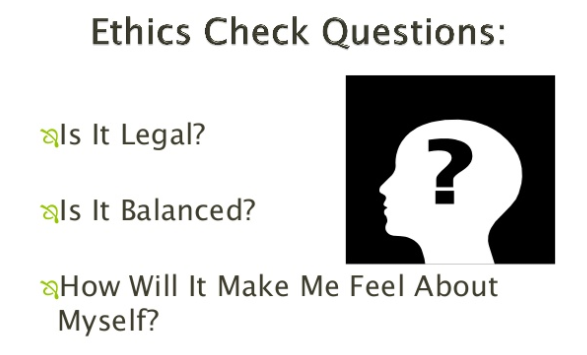 Ethics Check Questions:
Is It Legal?
?
Is It Balanced?
How Will It Make Me Feel About
Myself?